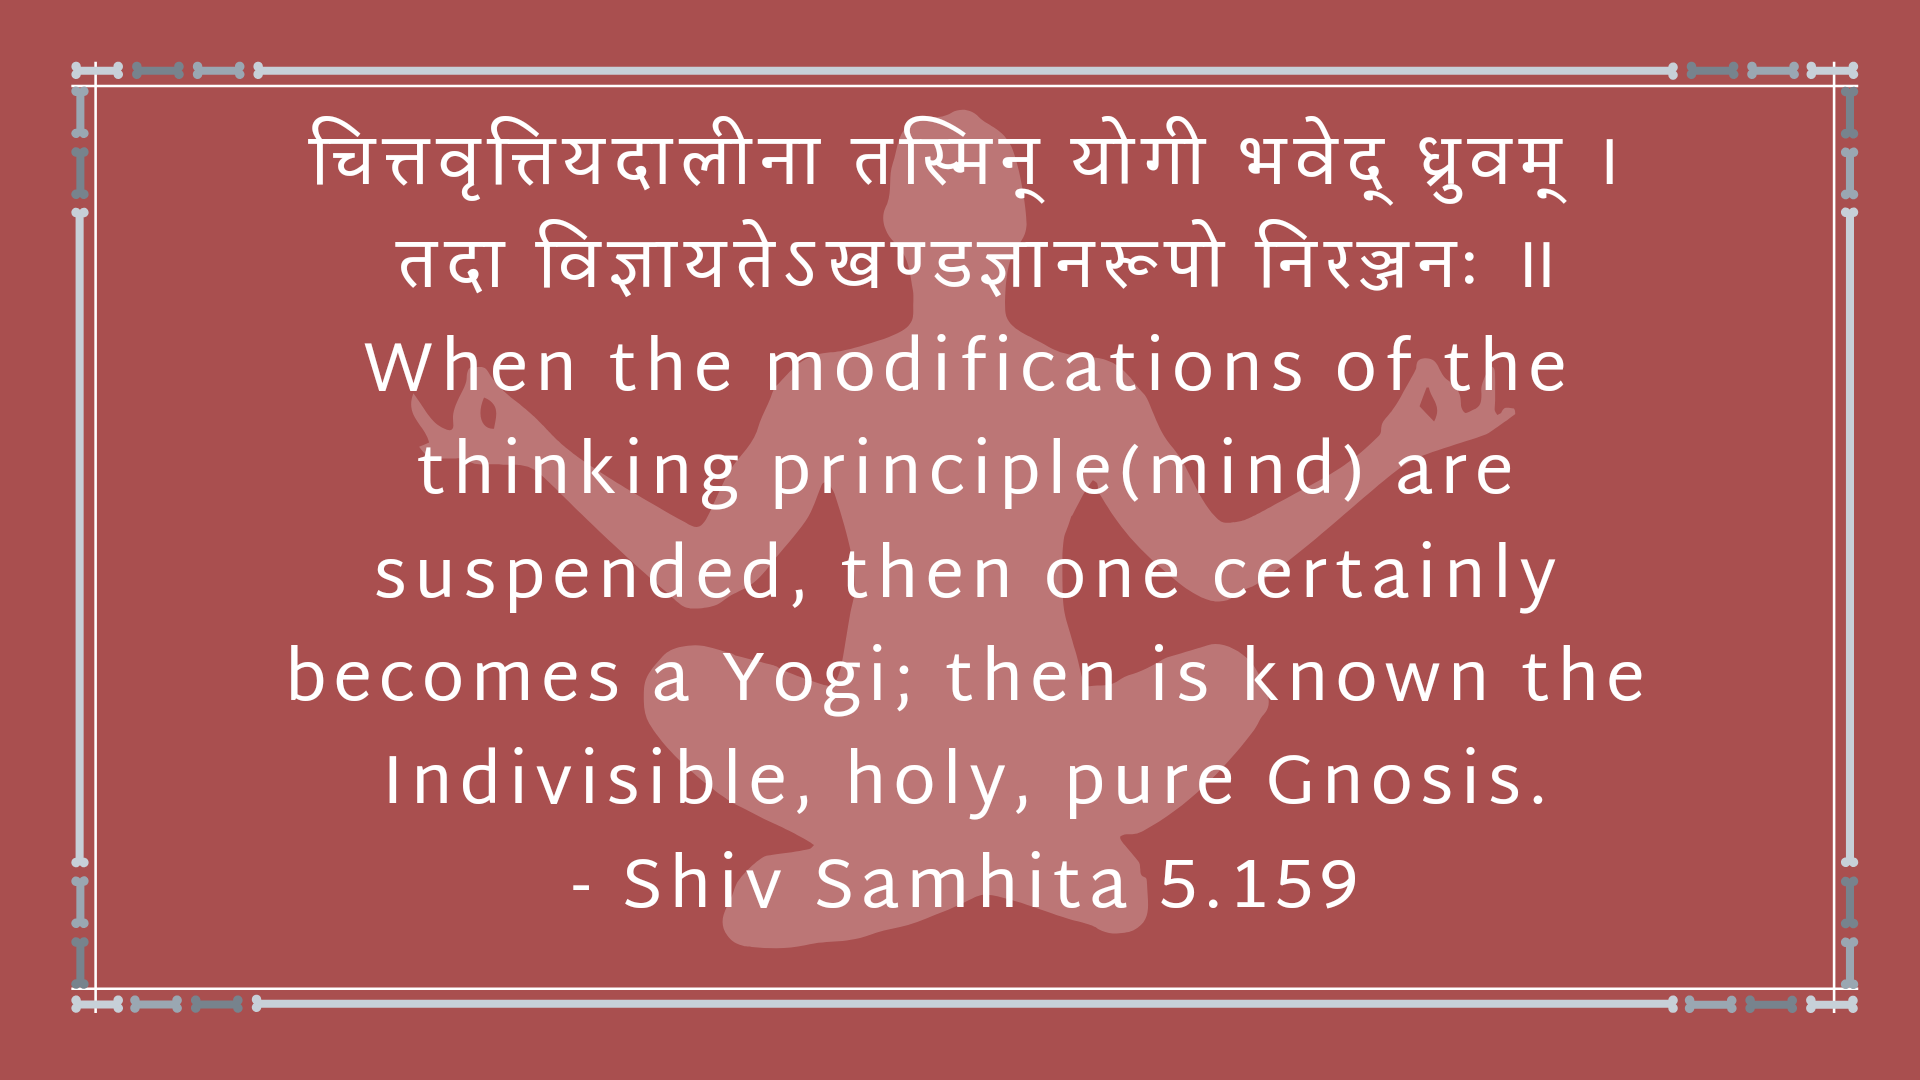 चित्तवृत्तियदालीना तस्मिन् योगी भवेद् ध्रुवम् ।
तदा विज्ञायतेऽखण्डज्ञानरूपो निरञ्जनः ॥
When the modifications of the
thinking principle(mind) are
suspended, then one certainly
becomes a Yogi; then is known the
Indivisible, holy, pure Gnosis.
- Shiv Samhita 5.159